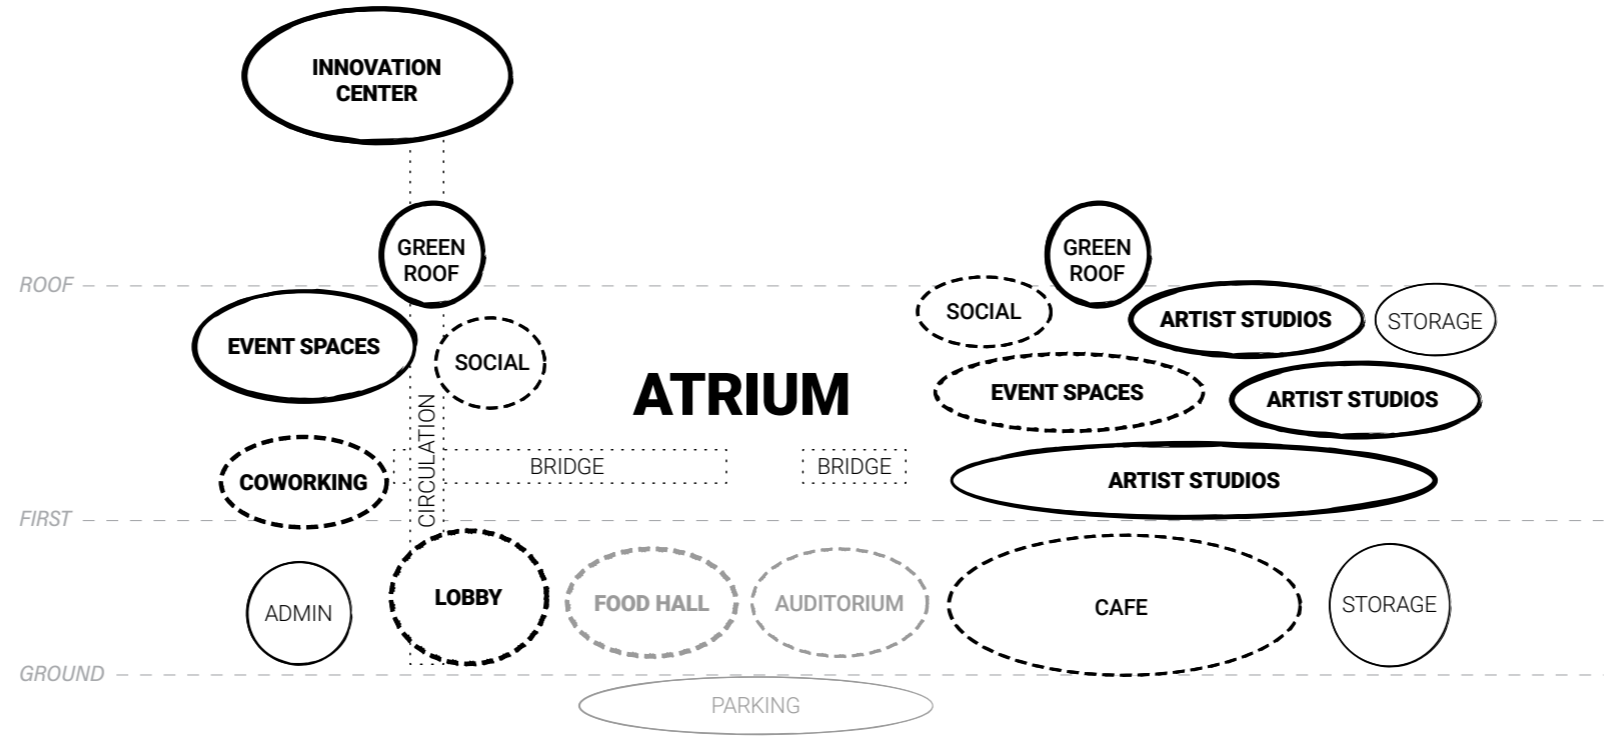 INNOVATION
CENTER
GREEN
ROOF
GREEN
ROOF
ROOF
SOCIAL
ARTIST STUDIOS
STORAGE
EVENT SPACES
SOCIAL
ATRIUM
EVENT SPACES
ARTIST STUDIOS
CIRCULATION
COWORKING
BRIDGE
BRIDGE
ARTIST STUDIOS
FIRST
ADMIN
LOBBY
FOOD HALL
AUDITORIUM
CAFE
STORAGE
GROUND
PARKING